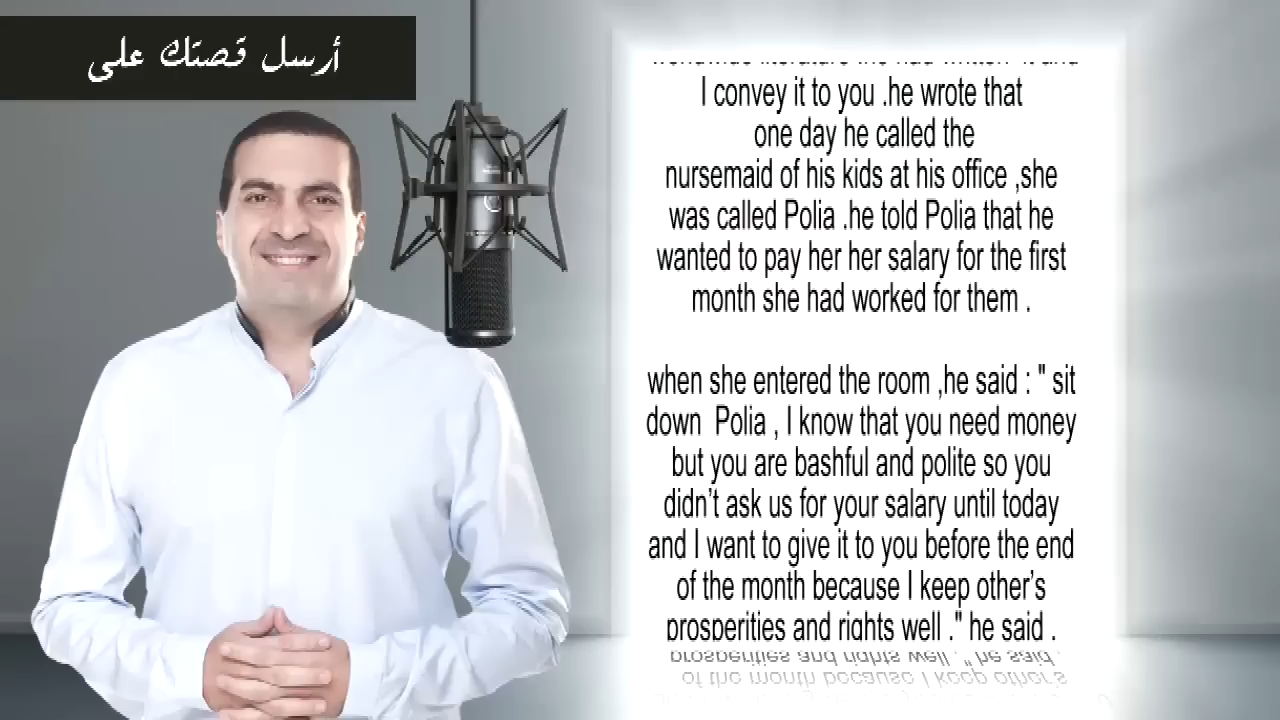 أرسل قصتك على
I convey it to you .he wrote that
one day he called the
nursemaid of his kids at his office ,she
was called Polia .he told Polia that he
wanted to pay her her salary for the first
month she had worked for them .
when she entered the room ,he said : " sit
down Polia , I know that you need money
but you are bashful and polite so you
didn’t ask us for your salary until today
and I want to give it to you before the end
of the month because I keep other’s
prosperities and rights well ." he said .